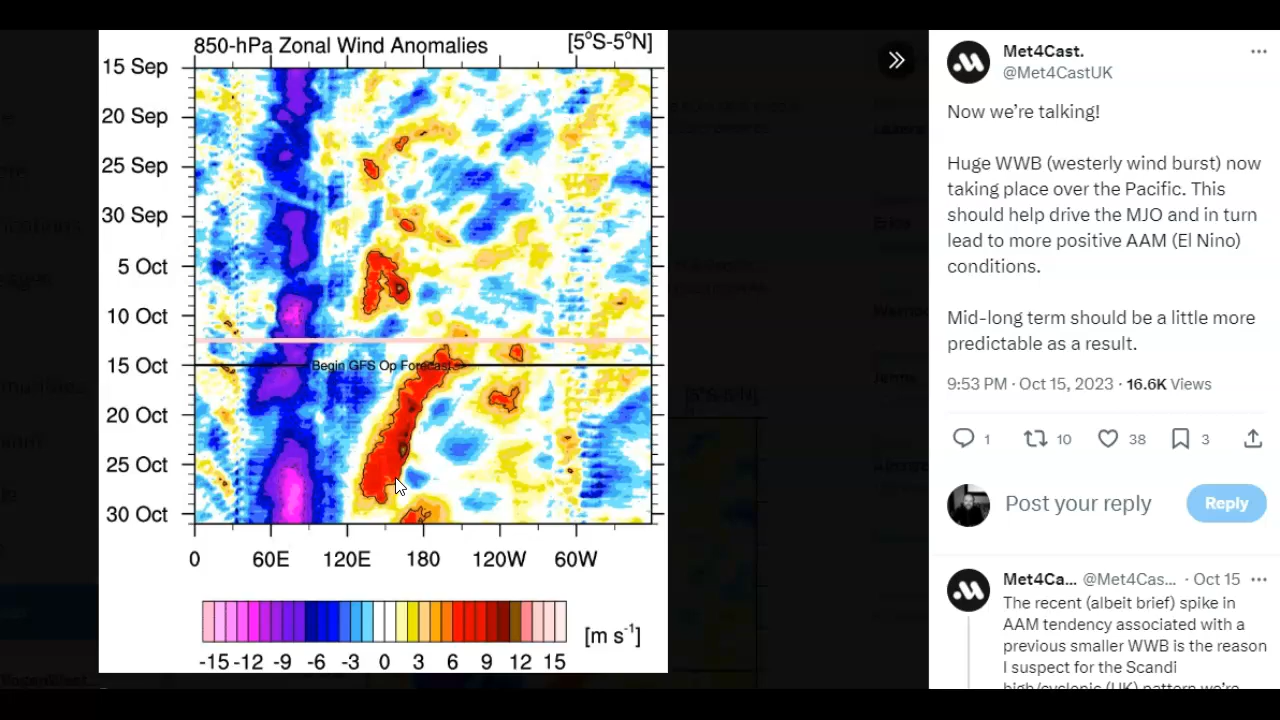 850-hPa Zonal Wind Anomalies [5°S-5°N]
15 Sep
20 Sep
25 Sep
30 Sep
5 Oct
10 Oct
15 Oct
20 Oct
25 Oct
30 Oct
Begin GFS Op Forecast
0 60E 120E 180 120W 60W
-15 -12 -9 -6 -3 0 3 6 9 12 15
[m s⁻¹]
Met4Cast.
@Met4CastUK
Now we're talking!
Huge WWB (westerly wind burst) now
taking place over the Pacific. This
should help drive the MJO and in turn
lead to more positive AAM (El Nino)
conditions.
Mid-long term should be a little more
predictable as a result.
9:53 PM · Oct 15, 2023 · 16.6K Views
1 10 38 3
Post your reply Reply
Met4Ca... @Met4Cas... · Oct 15
The recent (albeit brief) spike in
AAM tendency associated with a
previous smaller WWB is the reason
I suspect for the Scandi
high/cyclonic (UK) pattern we're